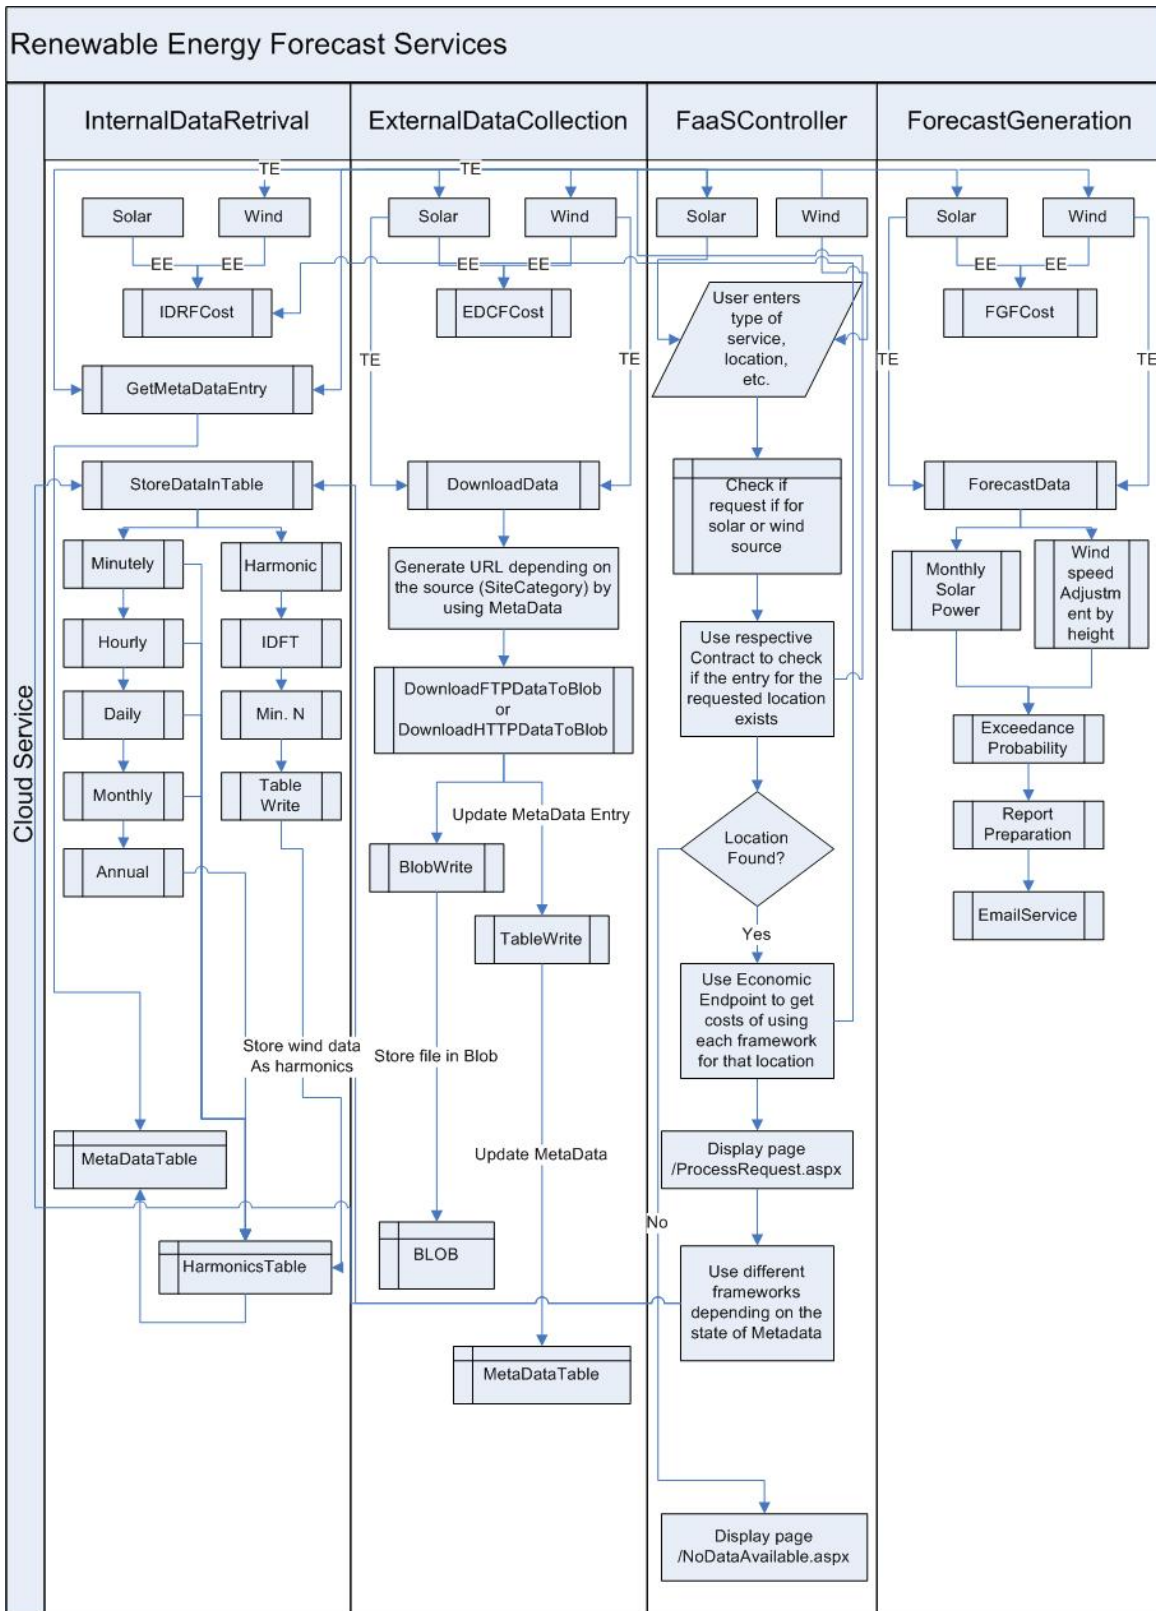 Renewable Energy Forecast Services
Cloud Service
InternalDataRetrival
ExternalDataCollection
FaaSController
ForecastGeneration
TE
TE
Solar
Wind
Solar
Wind
Solar
Wind
Solar
Wind
EE
EE
EE
EE
EE
EE
IDRFCost
EDCFCost
FGFCost
User enters
type of
service,
location,
etc.
TE
TE
TE
TE
GetMetaDataEntry
StoreDataInTable
Minutely
Hourly
Daily
Monthly
Annual
Harmonic
IDFT
Min. N
Table
Write
Store wind data
As harmonics
MetaDataTable
HarmonicsTable
DownloadData
Generate URL depending on
the source (SiteCategory) by
using MetaData
DownloadFTPDataToBlob
or
DownloadHTTPDataToBlob
Update MetaData Entry
BlobWrite
TableWrite
Store file in Blob
Update MetaData
BLOB
MetaDataTable
Check if
request if for
solar or wind
source
Use respective
Contract to check
if the entry for the
requested location
exists
Location
Found?
Yes
Use Economic
Endpoint to get
costs of using
each framework
for that location
Display page
/ProcessRequest.aspx
No
Use different
frameworks
depending on the
state of Metadata
Display page
/NoDataAvailable.aspx
ForecastData
Monthly
Solar
Power
Wind
speed
Adjustm
ent by
height
Exceedance
Probability
Report
Preparation
EmailService